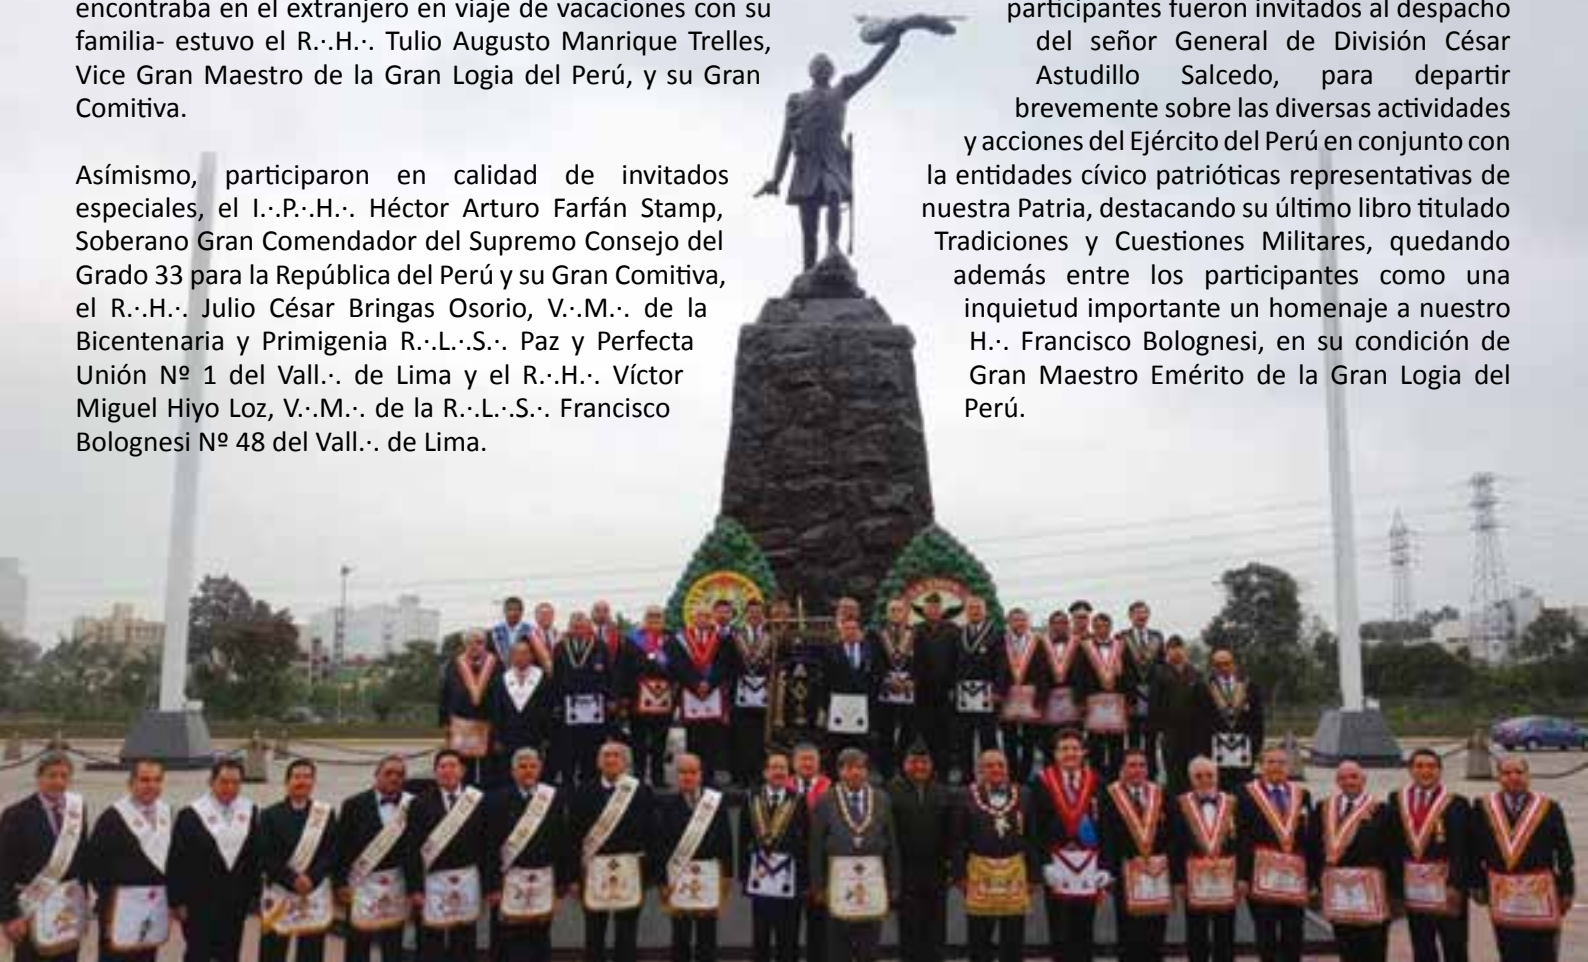 encontraba en el extranjero en viaje de vacaciones con su
familia- estuvo el R.·.H.·. Tulio Augusto Manrique Trelles,
Vice Gran Maestro de la Gran Logia del Perú, y su Gran
Comitiva.
Asímismo, participaron en calidad de invitados
especiales, el I.·.P.·.H.·. Héctor Arturo Farfán Stamp,
Soberano Gran Comendador del Supremo Consejo del
Grado 33 para la República del Perú y su Gran Comitiva,
el R.·.H.·. Julio César Bringas Osorio, V.·.M.·. de la
Bicentenaria y Primigenia R.·.L.·.S.·. Paz y Perfecta
Unión Nº 1 del Vall.·. de Lima y el R.·.H.·. Víctor
Miguel Hiyo Loz, V.·.M.·. de la R.·.L.·.S.·. Francisco
Bolognesi Nº 48 del Vall.·. de Lima.
participantes fueron invitados al despacho
del señor General de División César
Astudillo Salcedo, para departir
brevemente sobre las diversas actividades
y acciones del Ejército del Perú en conjunto con
la entidades cívico patrióticas representativas de
nuestra Patria, destacando su último libro titulado
Tradiciones y Cuestiones Militares, quedando
además entre los participantes como una
inquietud importante un homenaje a nuestro
H.·. Francisco Bolognesi, en su condición de
Gran Maestro Emérito de la Gran Logia del
Perú.